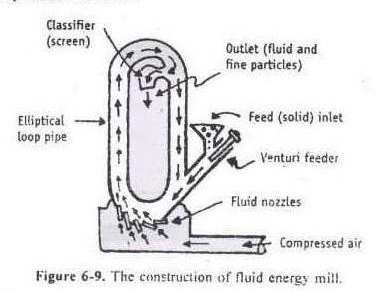 Classifier
(screen)
Outlet (fluid and
fine particles)
Elliptical
loop pipe
Feed (solid) inlet
Venturi feeder
Fluid nozzles
Compressed air
Figure 6-9. The construction of fluid energy mill.